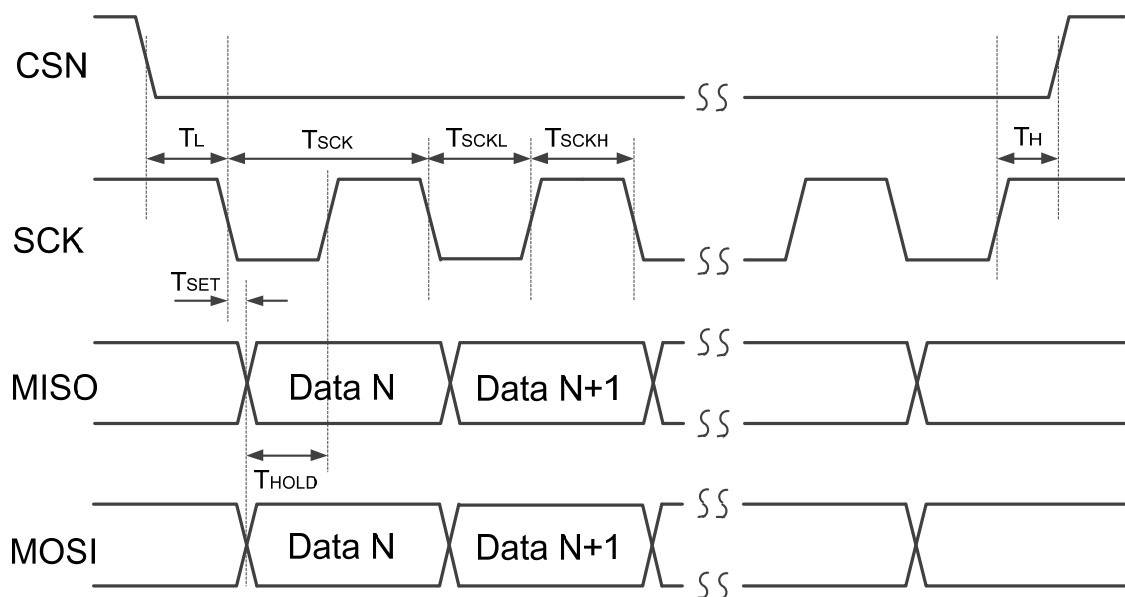 CSN
TL
TSCK
TSCKL
TSCKH
TH
SCK
TSET
MISO
Data N
Data N+1
THOLD
MOSI
Data N
Data N+1